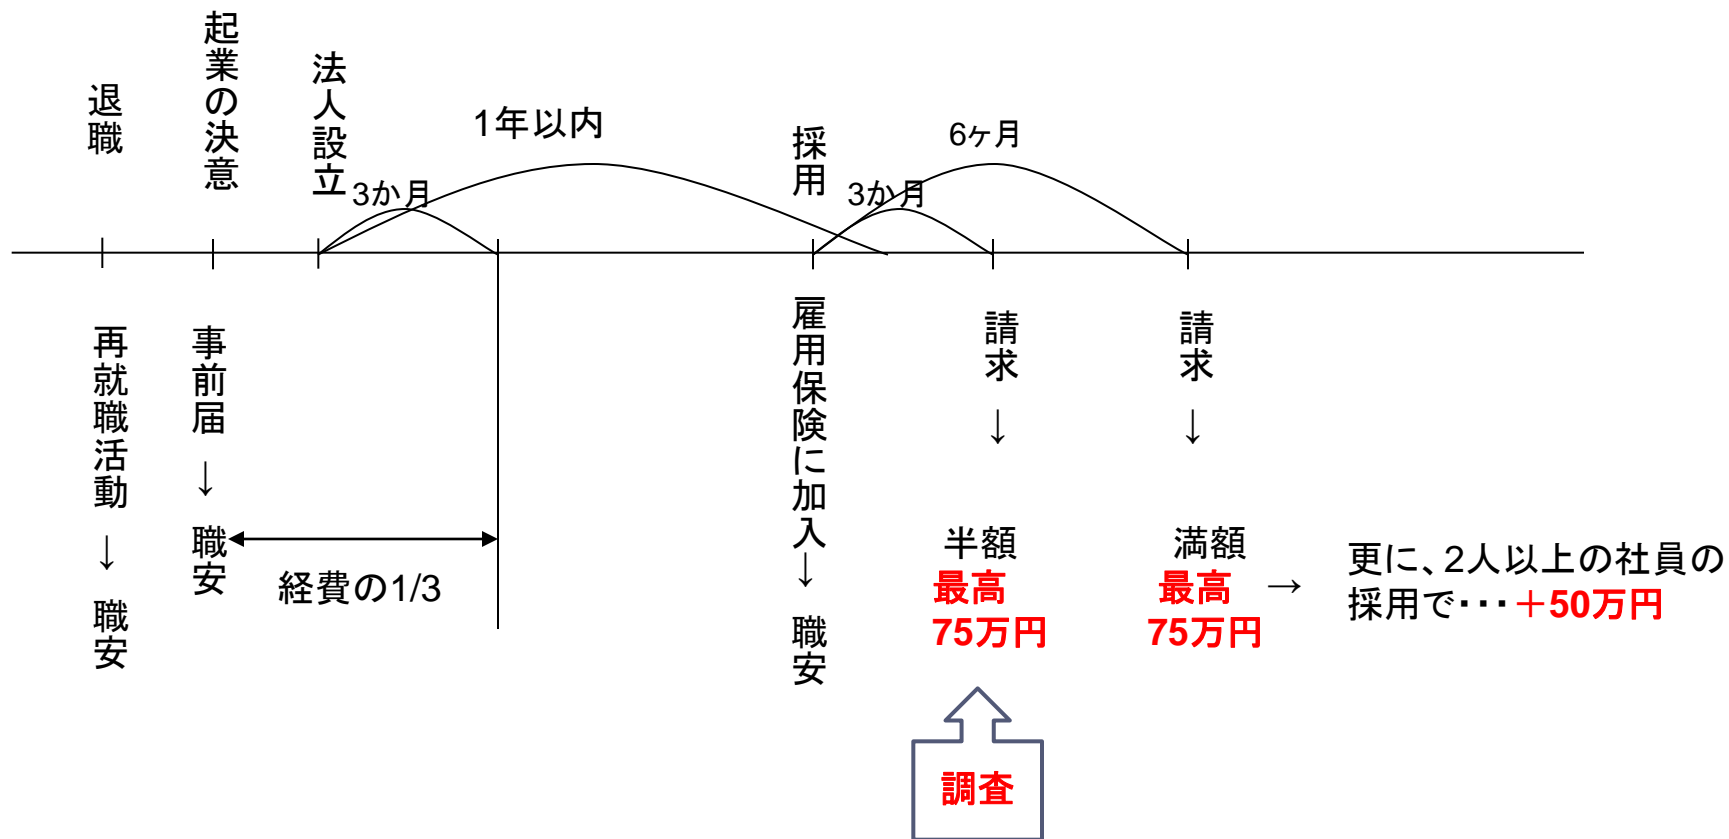 退職
起業の決意
法人設立
3か月
1年以内
採用
3か月
6ヶ月
再就職活動 → 職安
事前届 → 職安
経費の1/3
雇用保険に加入→ 職安
請求 →
半額
最高
75万円
調査
請求 →
満額
最高
75万円
→
更に、2人以上の社員の
採用で・・・＋50万円